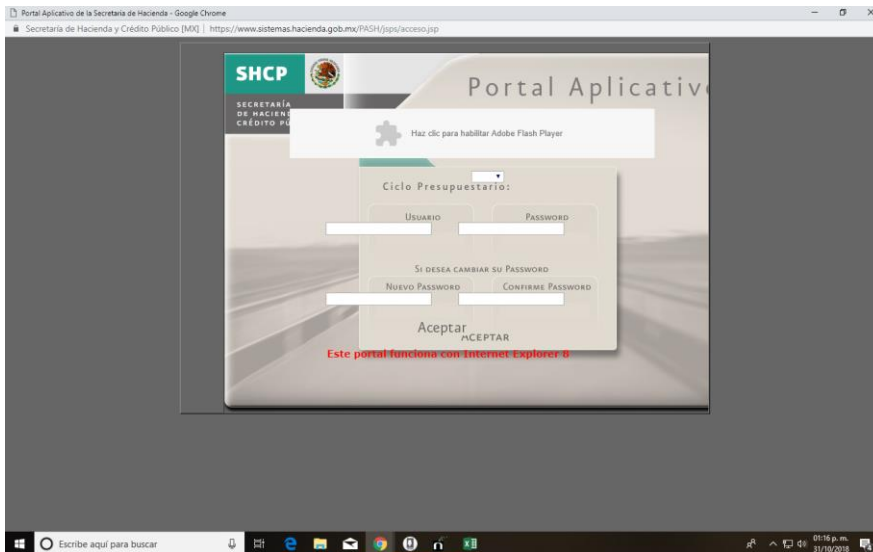 Portal Aplicativo de la Secretaria de Hacienda - Google Chrome
Secretaría de Hacienda y Crédito Público [MX] | https://www.sistemas.hacienda.gob.mx/PASH/jsps/acceso.jsp
SHCP
Portal Aplicativ
SECRETARÍA
DE HACIEN
CRÉDITO PÚ
Haz clic para habilitar Adobe Flash Player
Ciclo Presupuestario:
USUARIO PASSWORD
SI DESEA CAMBIAR SU PASSWORD
NUEVO PASSWORD CONFIRME PASSWORD
Aceptar
ACEPTAR
Este portal funciona con Internet Explorer 8
Escribe aquí para buscar
01:16 p. m.
31/10/2018